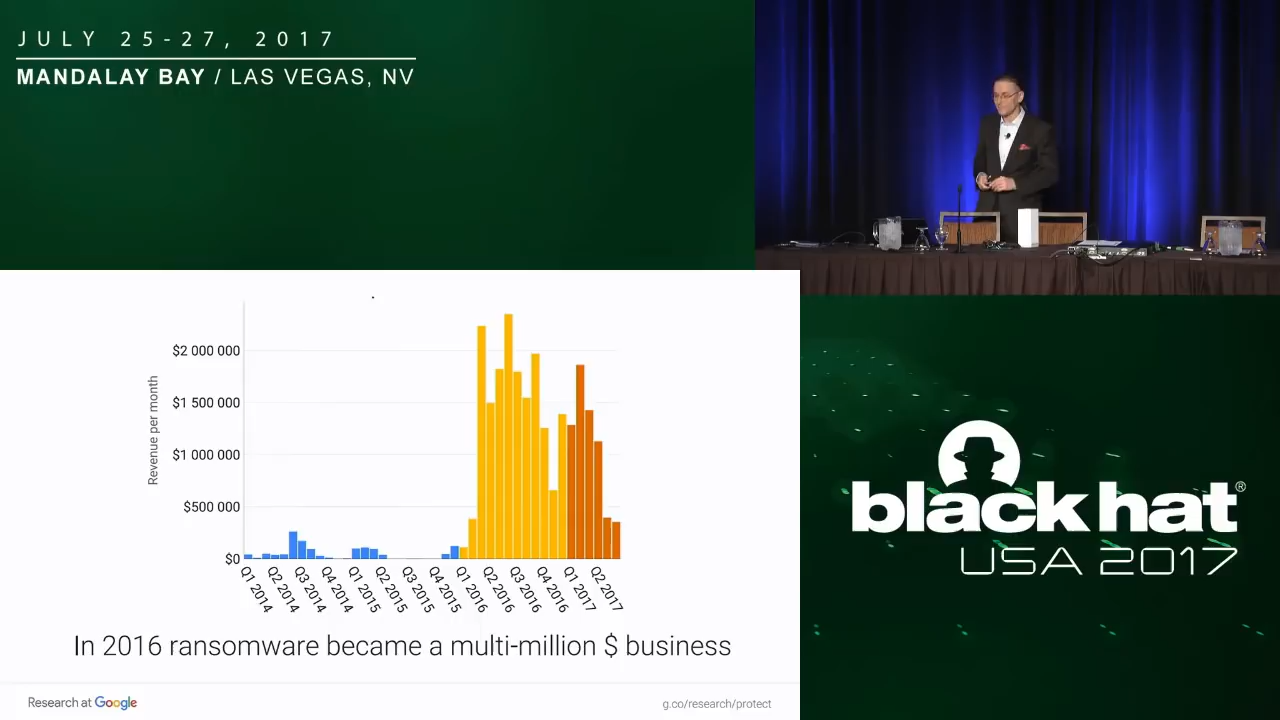 JULY 25-27, 2017
MANDALAY BAY / LAS VEGAS, NV
Revenue per month
$2 000 000
$1 500 000
$1 000 000
$500 000
$0
Q1 2014
Q2 2014
Q3 2014
Q4 2014
Q1 2015
Q2 2015
Q3 2015
Q4 2015
Q1 2016
Q2 2016
Q3 2016
Q4 2016
Q1 2017
Q2 2017
In 2016 ransomware became a multi-million $ business
Research at Google
g.co/research/protect
black hat®
USA 2017